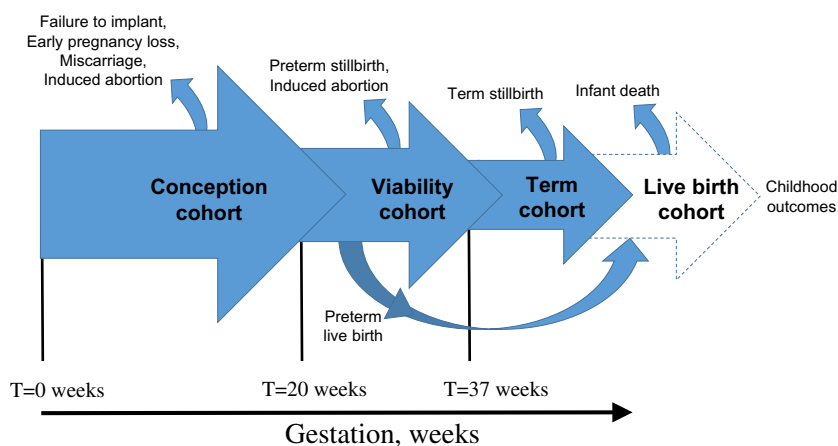 Failure to implant,
Early pregnancy loss,
Miscarriage,
Induced abortion
Preterm stillbirth,
Induced abortion
Term stillbirth
Infant death
Conception
cohort
Viability
cohort
Term
cohort
Live birth
cohort
Childhood
outcomes
Preterm
live birth
T=0 weeks
T=20 weeks
T=37 weeks
Gestation, weeks